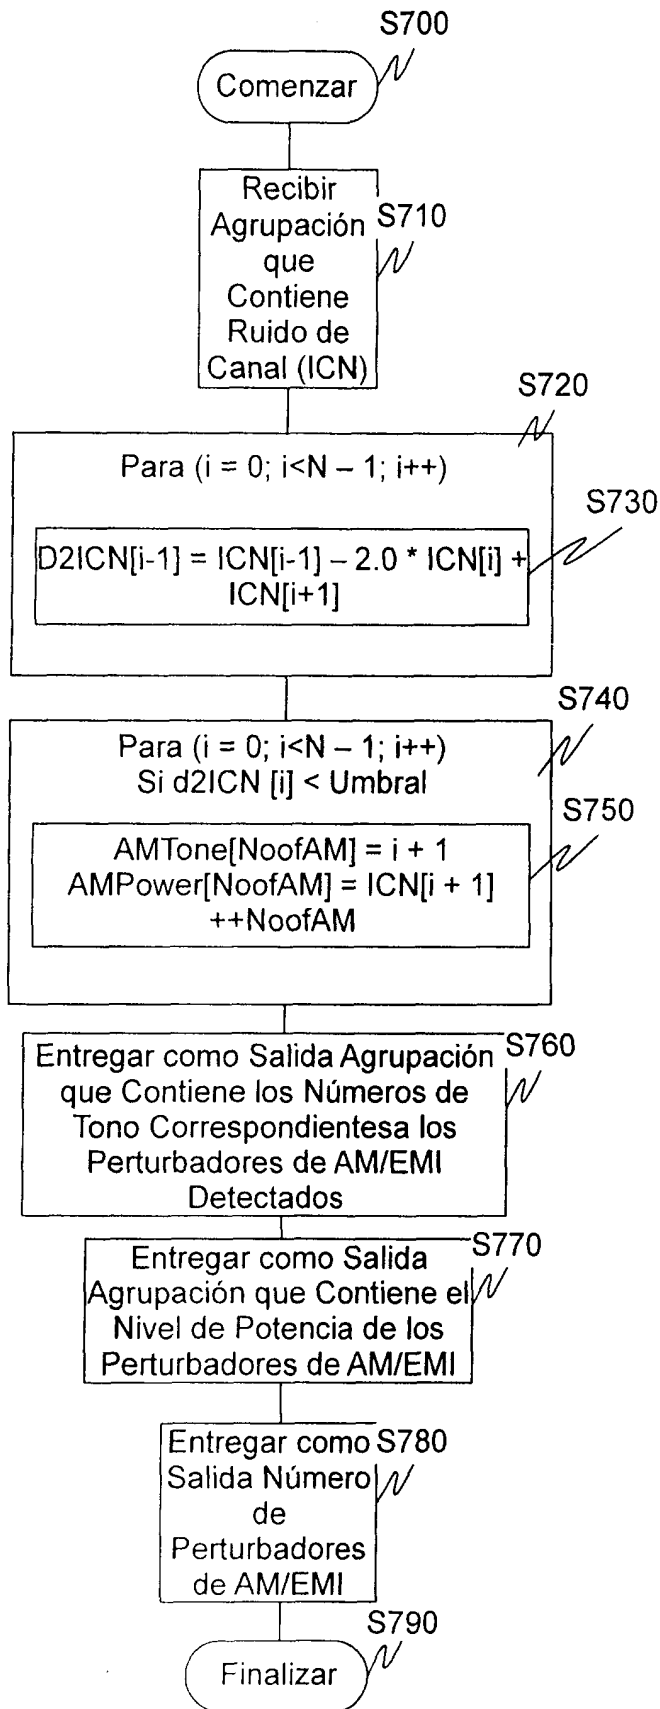 S700
Comenzar
Recibir
Agrupación
que
Contiene
Ruido de
Canal (ICN)
S710
S720
Para (i = 0; i<N – 1; i++)
S730
D2ICN[i-1] = ICN[i-1] – 2.0 * ICN[i] +
ICN[i+1]
S740
Para (i = 0; i<N – 1; i++)
Si d2ICN [i] < Umbral
S750
AMTone[NoofAM] = i + 1
AMPower[NoofAM] = ICN[i + 1]
++NoofAM
S760
Entregar como Salida Agrupación
que Contiene los Números de
Tono Correspondientesa los
Perturbadores de AM/EMI
Detectados
S770
Entregar como Salida
Agrupación que Contiene el
Nivel de Potencia de los
Perturbadores de AM/EMI
S780
Entregar como
Salida Número
de
Perturbadores
de AM/EMI
S790
Finalizar